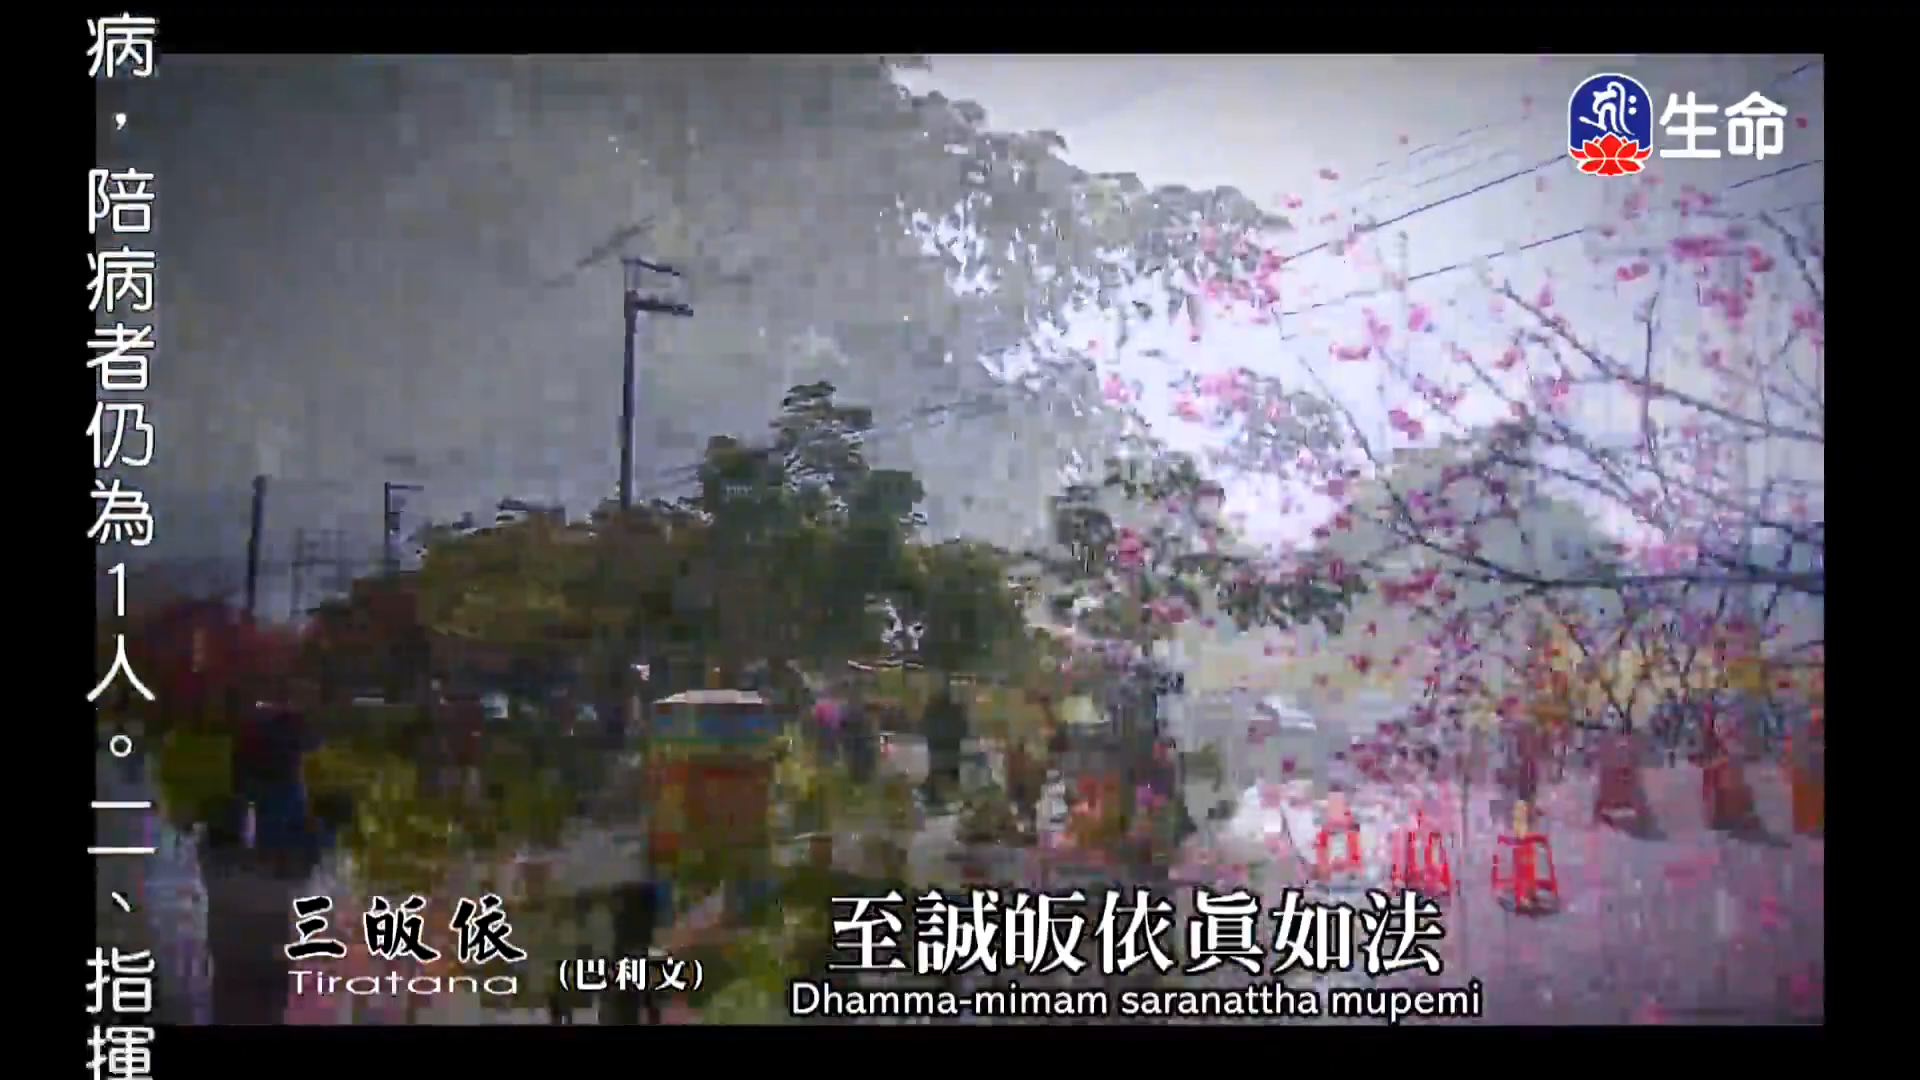 病，陪病者仍為1人。二、指揮
生命
三皈依
Tiratana
(巴利文)
至誠皈依眞如法
Dhamma-mimam saranattha mupemi